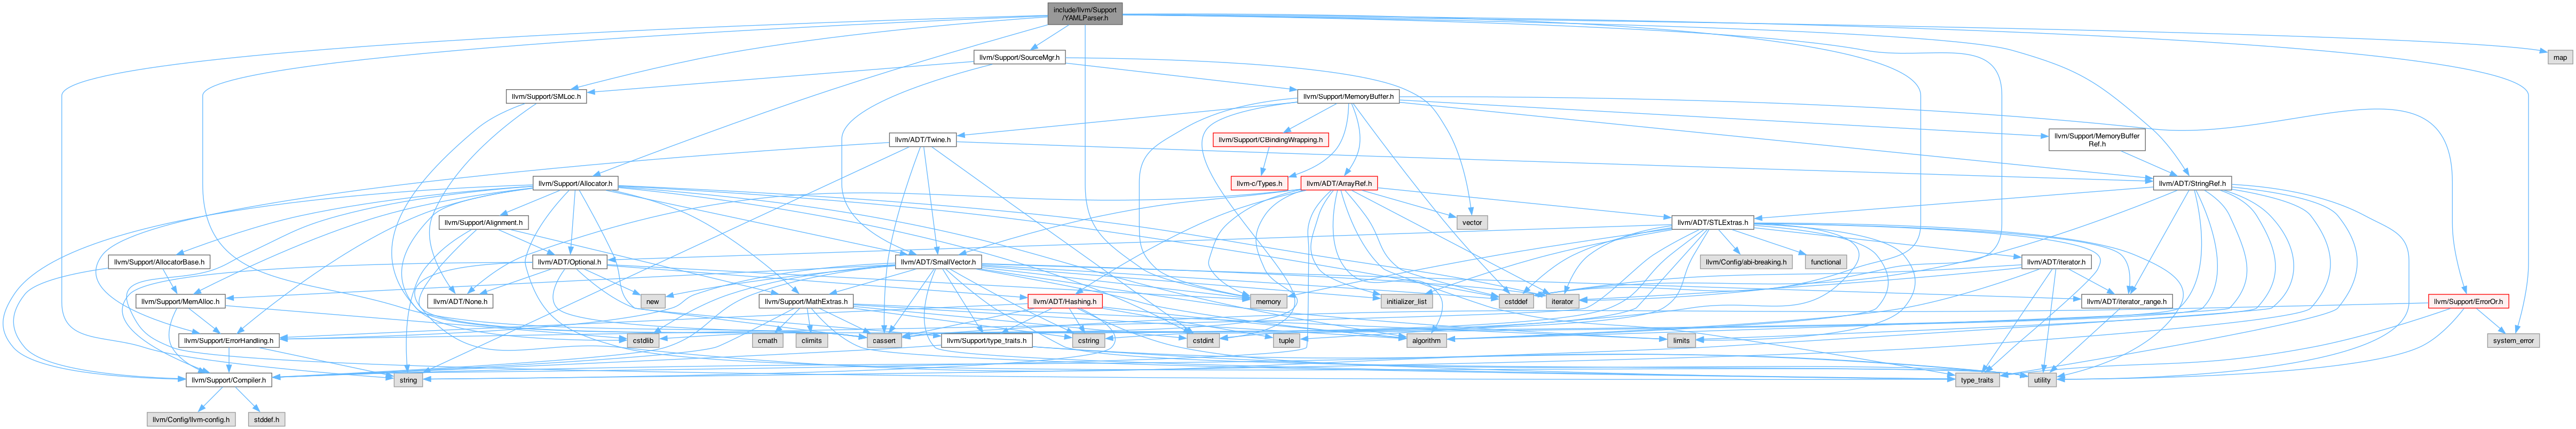 include/llvm/Support
/YAMLParser.h
map
llvm/Support/SourceMgr.h
llvm/Support/SMLoc.h
llvm/Support/MemoryBuffer.h
llvm/ADT/Twine.h
llvm/Support/CBindingWrapping.h
llvm/Support/MemoryBuffer
Ref.h
llvm/Support/Allocator.h
llvm-c/Types.h
llvm/ADT/ArrayRef.h
llvm/ADT/StringRef.h
llvm/Support/Alignment.h
vector
llvm/ADT/STLExtras.h
llvm/Support/AllocatorBase.h
llvm/ADT/Optional.h
llvm/ADT/SmallVector.h
llvm/Config/abi-breaking.h
functional
llvm/ADT/iterator.h
llvm/Support/MemAlloc.h
llvm/ADT/None.h
new
llvm/Support/MathExtras.h
llvm/ADT/Hashing.h
memory
initializer_list
cstddef
iterator
llvm/ADT/iterator_range.h
llvm/Support/ErrorOr.h
llvm/Support/ErrorHandling.h
cstdlib
cmath
climits
cassert
llvm/Support/type_traits.h
cstring
cstdint
tuple
algorithm
limits
system_error
llvm/Support/Compiler.h
string
type_traits
utility
llvm/Config/llvm-config.h
stddef.h